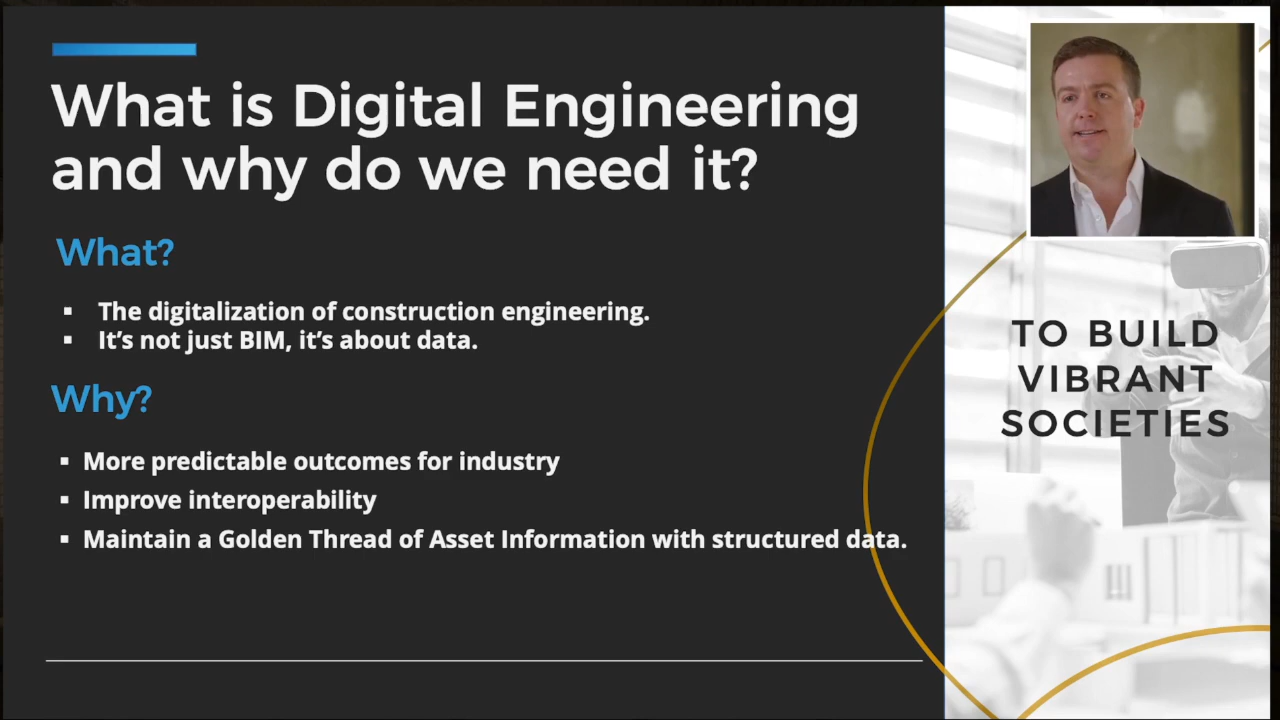 What is Digital Engineering
and why do we need it?
What?
▪ The digitalization of construction engineering.
▪ It’s not just BIM, it’s about data.
Why?
▪ More predictable outcomes for industry
▪ Improve interoperability
▪ Maintain a Golden Thread of Asset Information with structured data.
TO BUILD
VIBRANT
SOCIETIES